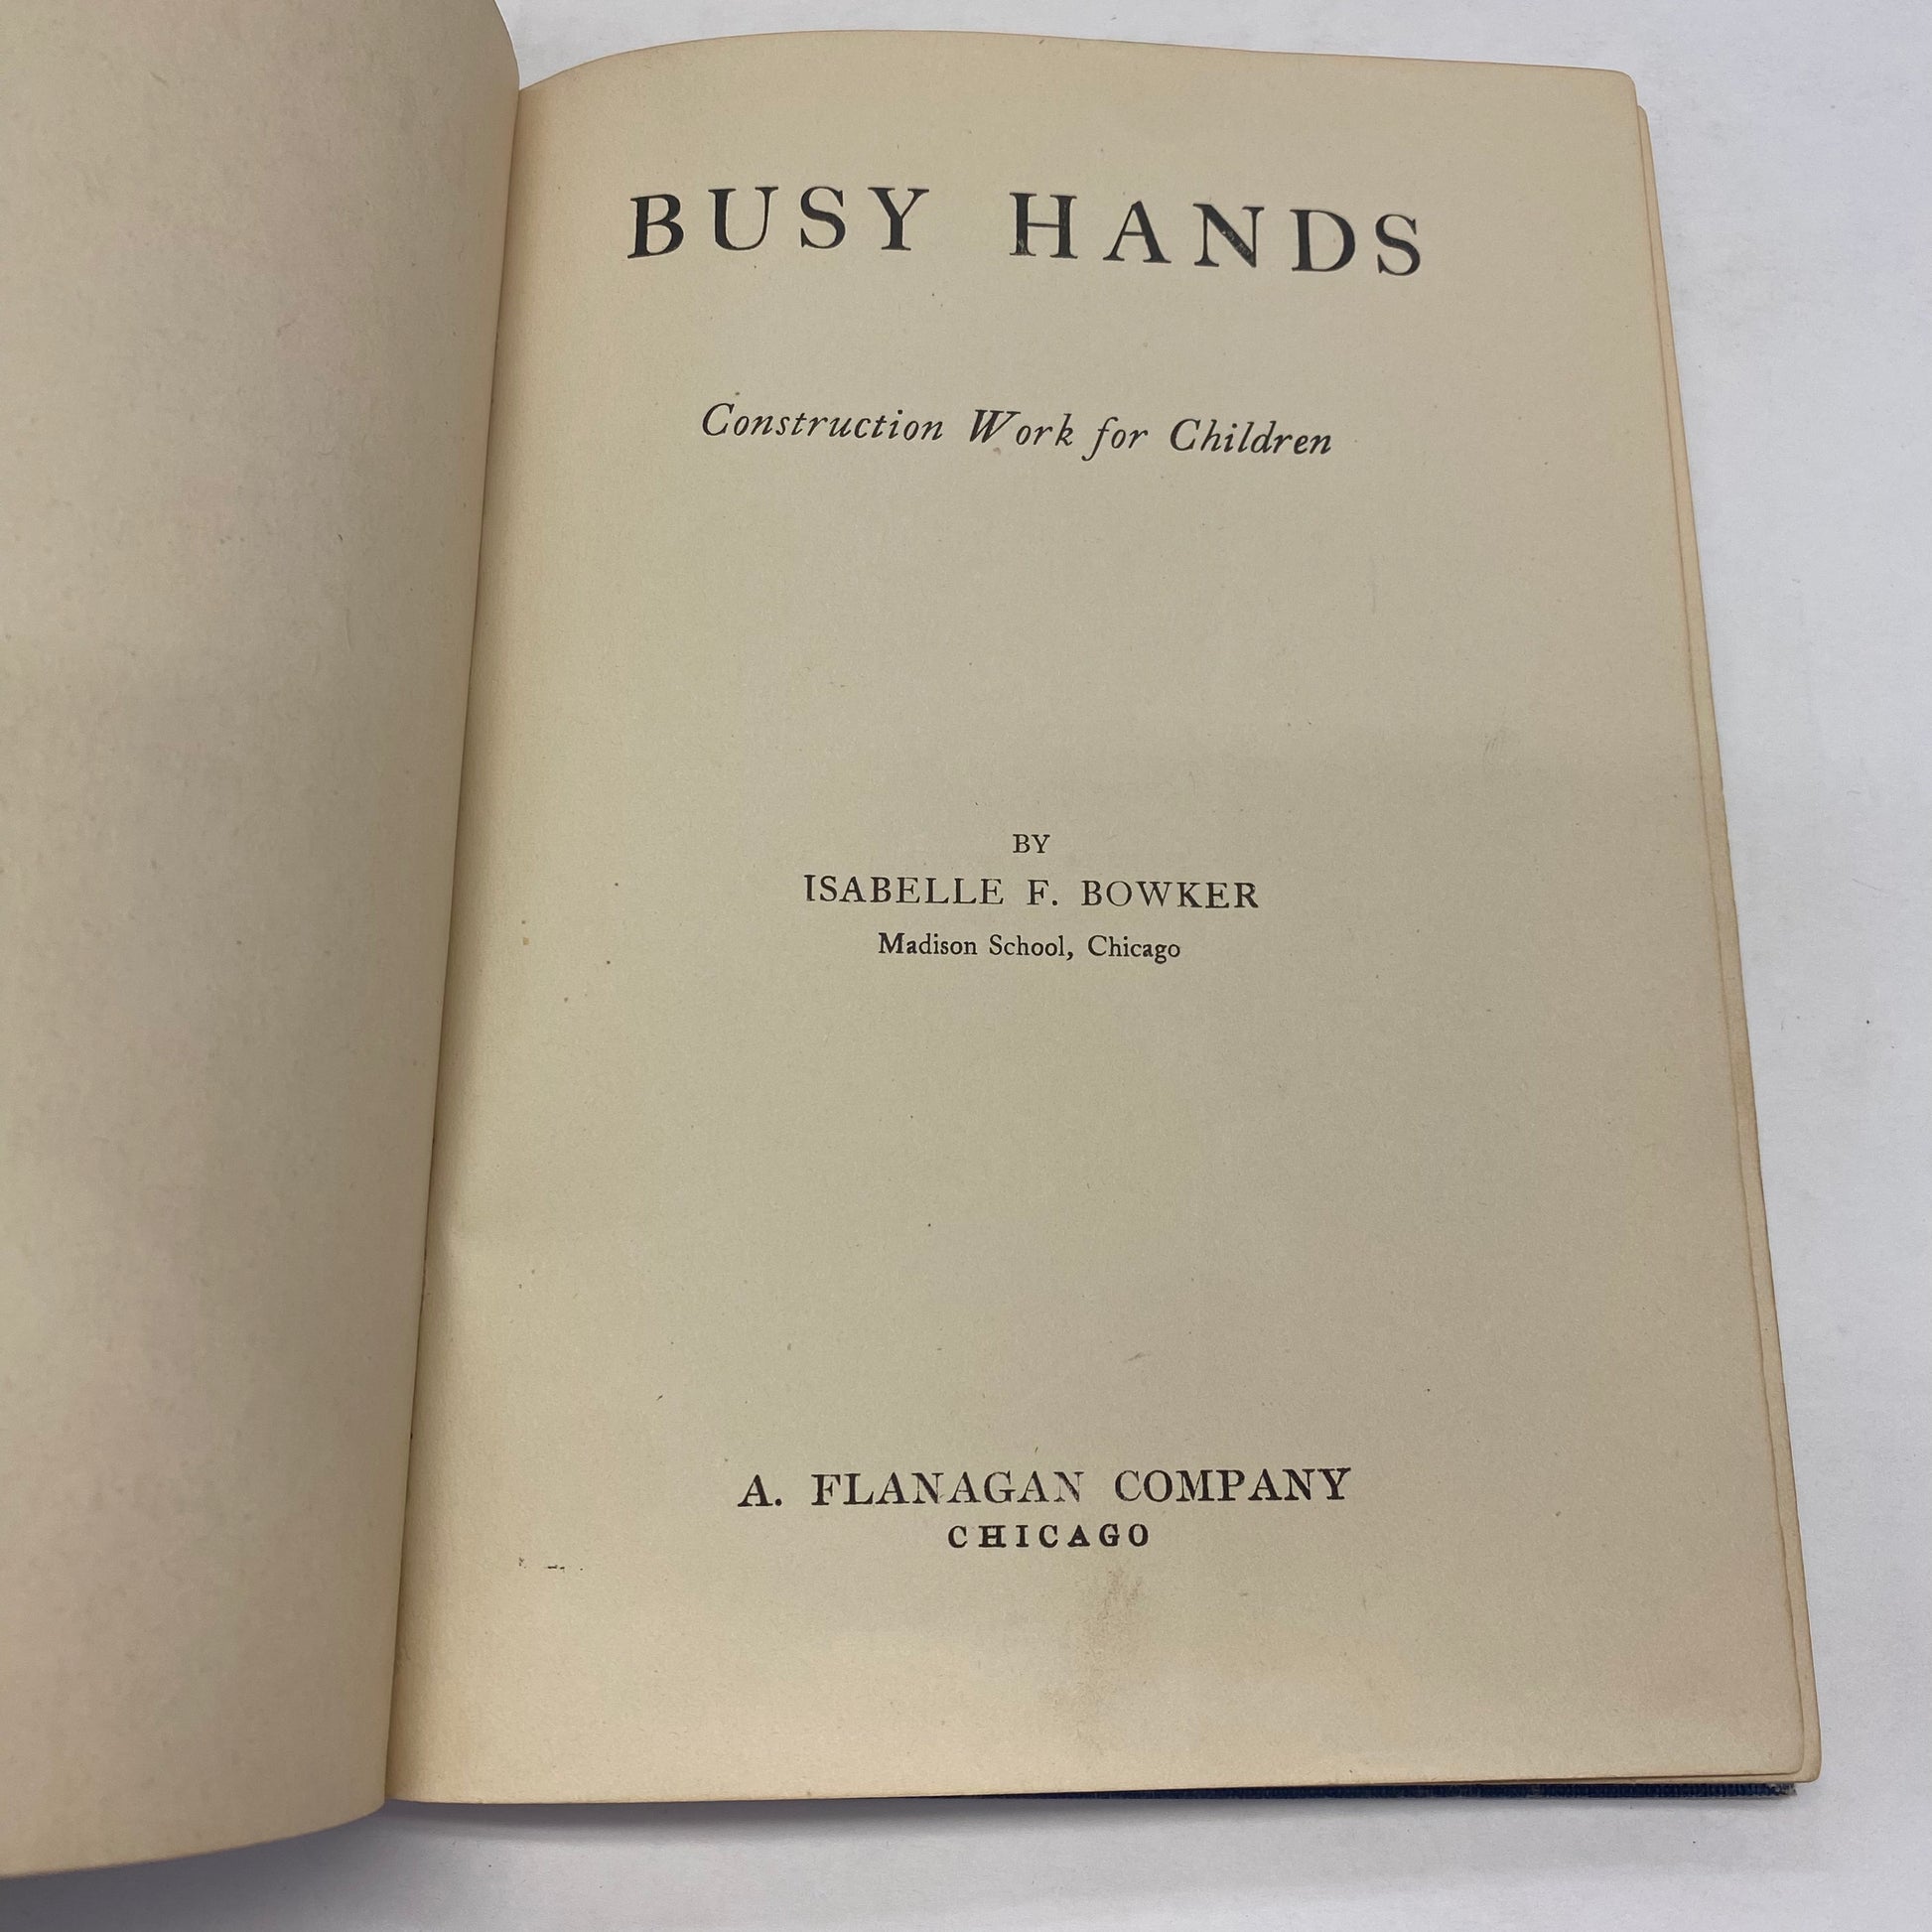 BUSY HANDS
Construction Work for Children
BY
ISABELLE F. BOWKER
Madison School, Chicago
A. FLANAGAN COMPANY
CHICAGO